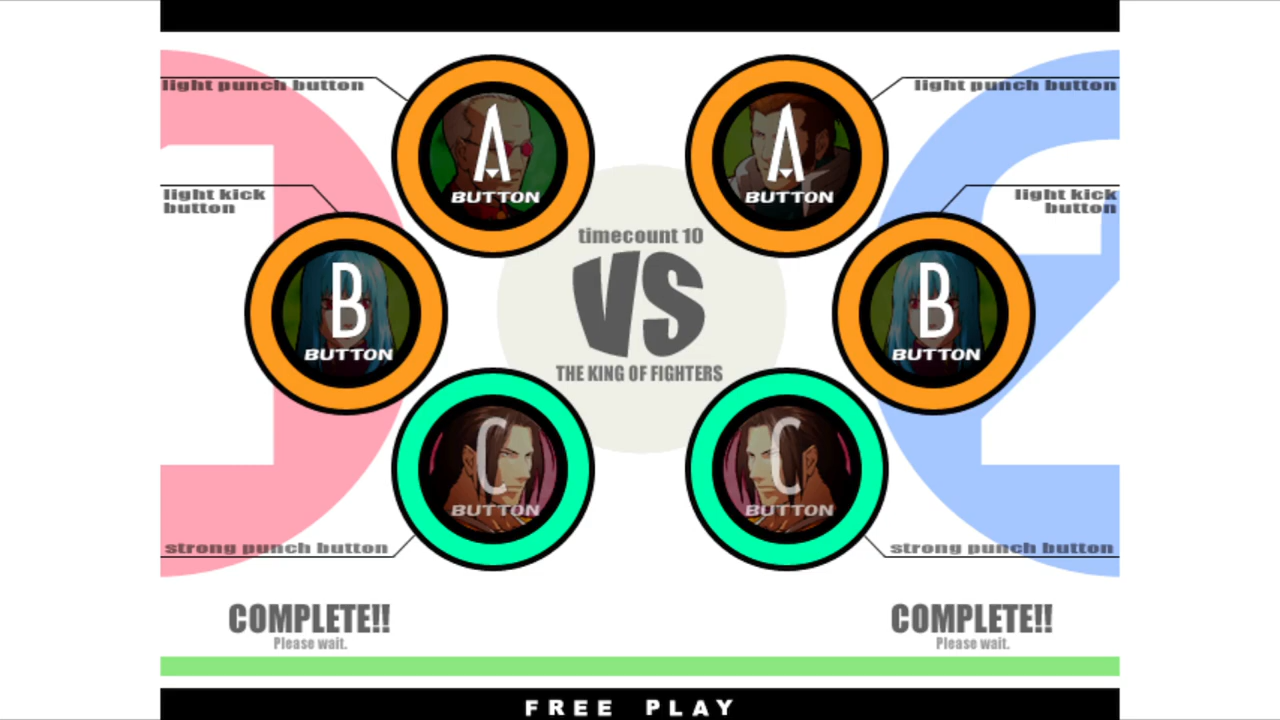 light punch button
light punch button
A
BUTTON
A
BUTTON
light kick
button
light kick
button
timecount 10
VS
THE KING OF FIGHTERS
B
BUTTON
B
BUTTON
C
BUTTON
C
BUTTON
strong punch button
strong punch button
COMPLETE!!
Please wait.
COMPLETE!!
Please wait.
FREE PLAY